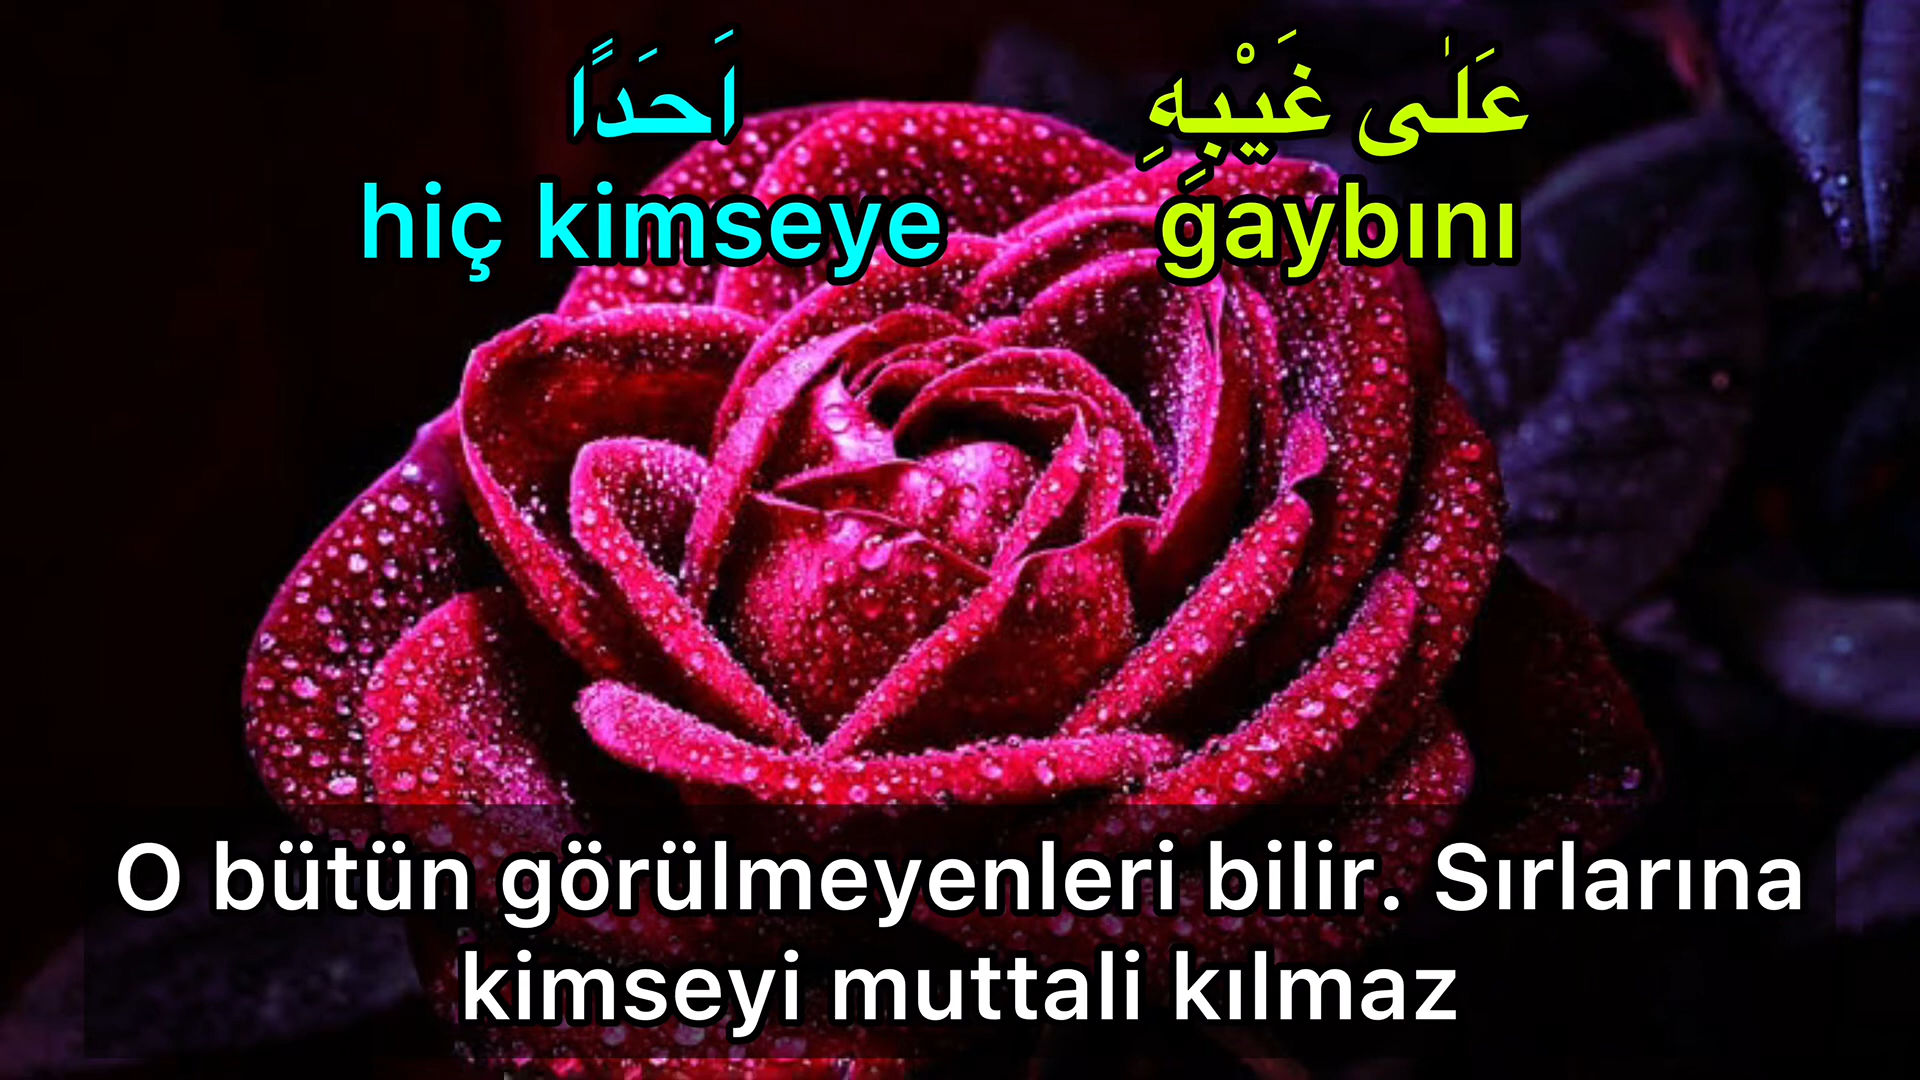 عَلٰى غَيْبِهِ اَحَدًا
gaybını hiç kimseye
O bütün görülmeyenleri bilir. Sırlarına
kimseyi muttali kılmaz